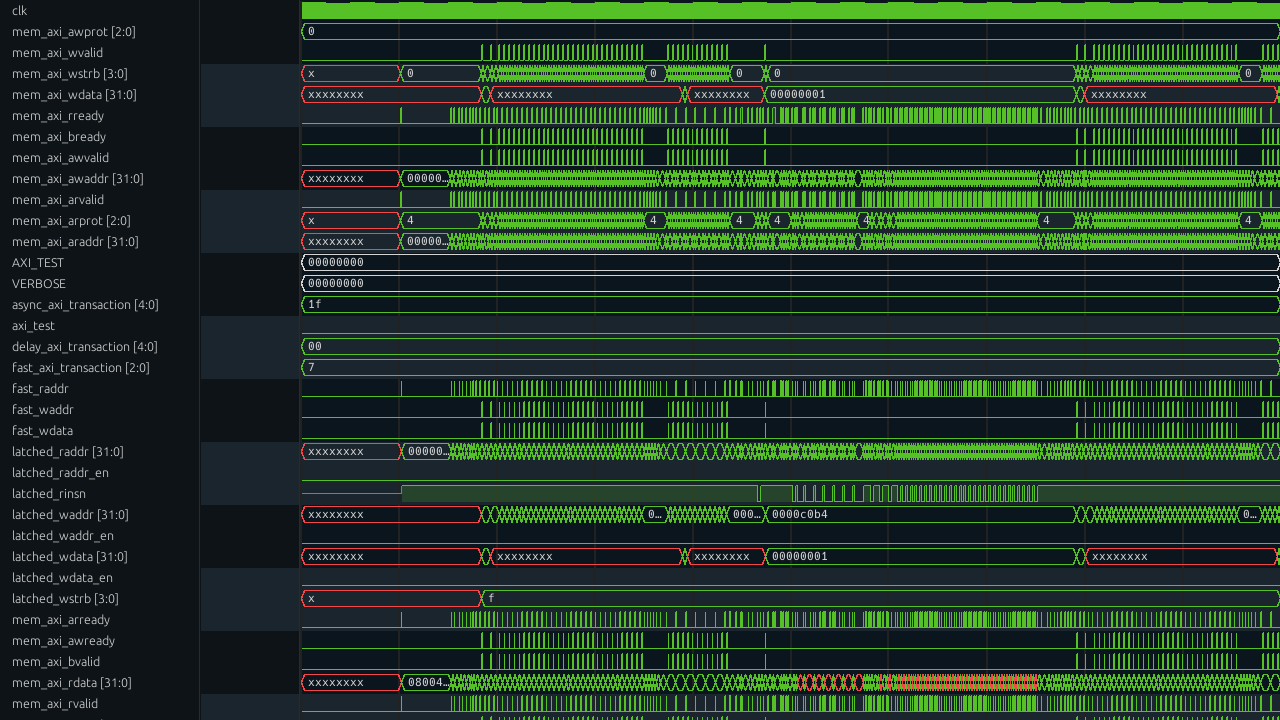 clk
mem_axi_awprot [2:0] 0
mem_axi_wvalid
mem_axi_wstrb [3:0] x 0 0 0 0 0
mem_axi_wdata [31:0] xxxxxxxx xxxxxxxx xxxxxxxx 00000001 xxxxxxxx
mem_axi_rready
mem_axi_bready
mem_axi_awvalid
mem_axi_awaddr [31:0] xxxxxxxx 00000…
mem_axi_arvalid
mem_axi_arprot [2:0] x 4 4 4 4 4 4 4
mem_axi_araddr [31:0] xxxxxxxx 00000…
AXI_TEST 00000000
VERBOSE 00000000
async_axi_transaction [4:0] 1f
axi_test
delay_axi_transaction [4:0] 00
fast_axi_transaction [2:0] 7
fast_raddr
fast_waddr
fast_wdata
latched_raddr [31:0] xxxxxxxx 00000…
latched_raddr_en
latched_rinsn
latched_waddr [31:0] xxxxxxxx 0… 000… 0000c0b4 0…
latched_waddr_en
latched_wdata [31:0] xxxxxxxx xxxxxxxx xxxxxxxx 00000001 xxxxxxxx
latched_wdata_en
latched_wstrb [3:0] x f
mem_axi_arready
mem_axi_awready
mem_axi_bvalid
mem_axi_rdata [31:0] xxxxxxxx 08004…
mem_axi_rvalid